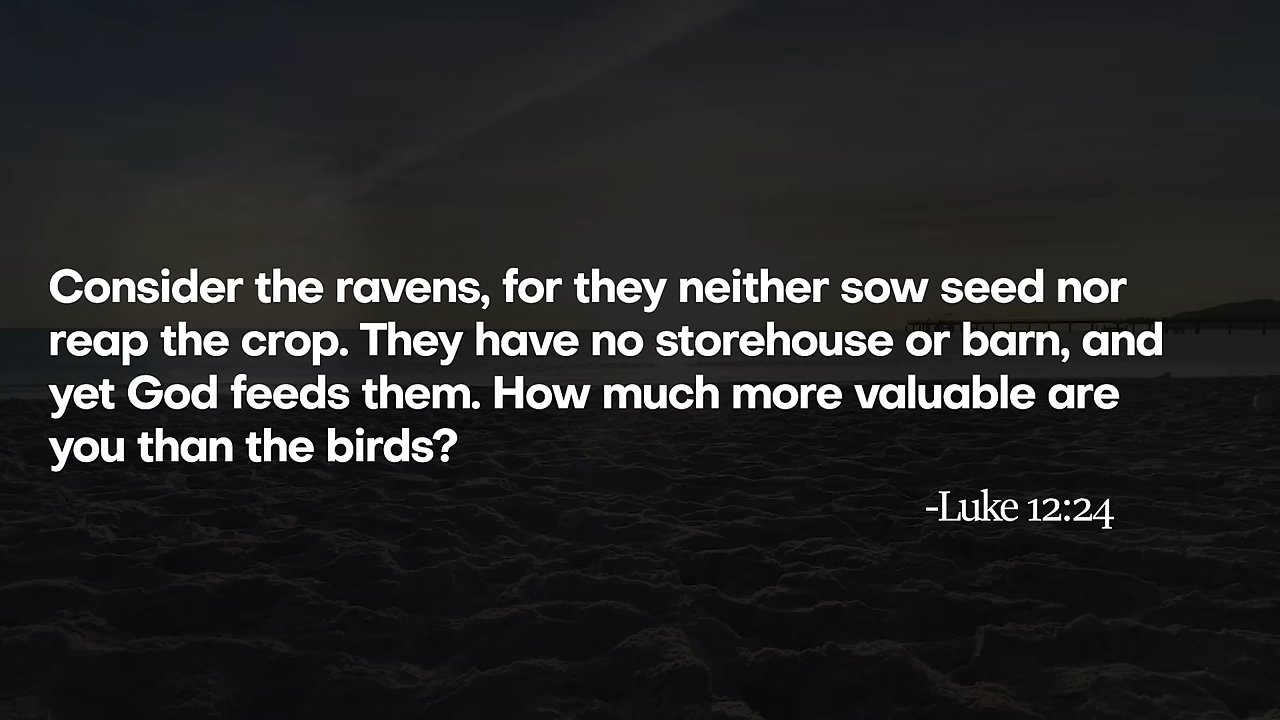 Consider the ravens, for they neither sow seed nor
reap the crop. They have no storehouse or barn, and
yet God feeds them. How much more valuable are
you than the birds?
-Luke 12:24